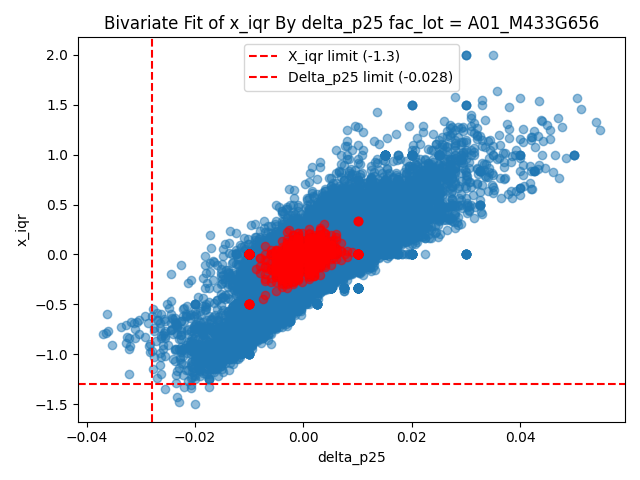 Bivariate Fit of x_iqr By delta_p25 fac_lot = A01_M433G656
X_iqr limit (-1.3)
Delta_p25 limit (-0.028)
2.0
1.5
1.0
0.5
0.0
−0.5
−1.0
−1.5
x_iqr
−0.04
−0.02
0.00
0.02
0.04
delta_p25